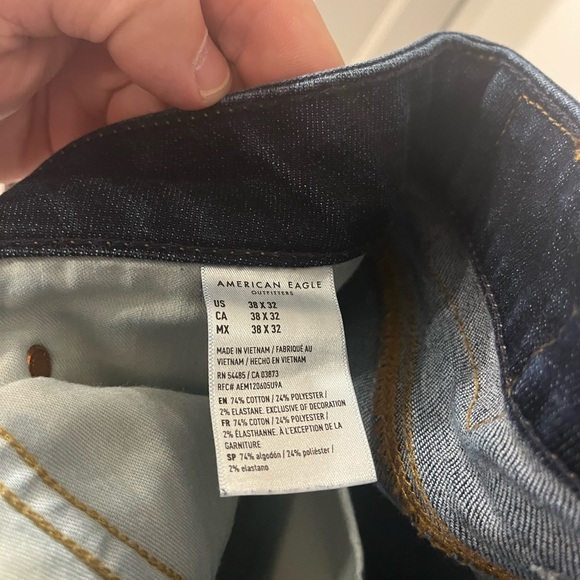 AMERICAN EAGLE
OUTFITTERS
US 38 X 32
CA 38 X 32
MX 38 X 32
MADE IN VIETNAM / FABRIQUÉ AU
VIETNAM / HECHO EN VIETNAM
RN 54485 / CA 03873
RFC# AEM120605U9A
EN 74% COTTON / 24% POLYESTER /
2% ELASTANE. EXCLUSIVE OF DECORATION
FR 74% COTON / 24% POLYESTER /
2% ÉLASTHANNE. À L'EXCEPTION DE LA
GARNITURE
SP 74% algodón / 24% poliéster /
2% elastano